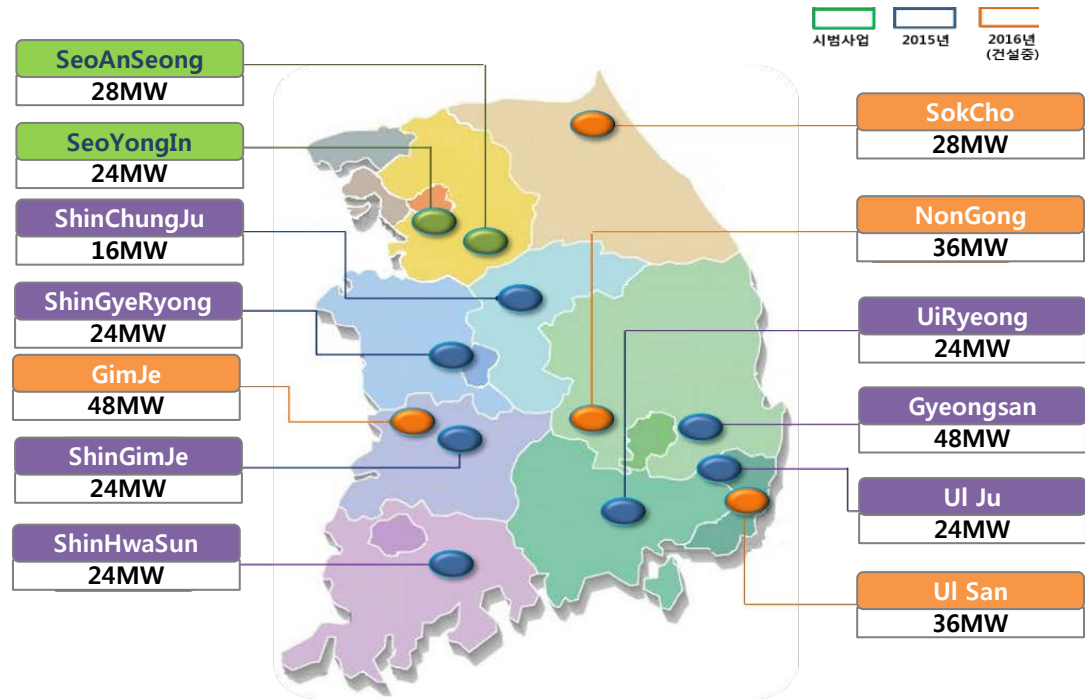 시범사업
2015년
2016년
(건설중)
SeoAnSeong
28MW
SeoYongIn
24MW
ShinChungJu
16MW
ShinGyeRyong
24MW
GimJe
48MW
ShinGimJe
24MW
ShinHwaSun
24MW
SokCho
28MW
NonGong
36MW
UiRyeong
24MW
Gyeongsan
48MW
Ul Ju
24MW
Ul San
36MW